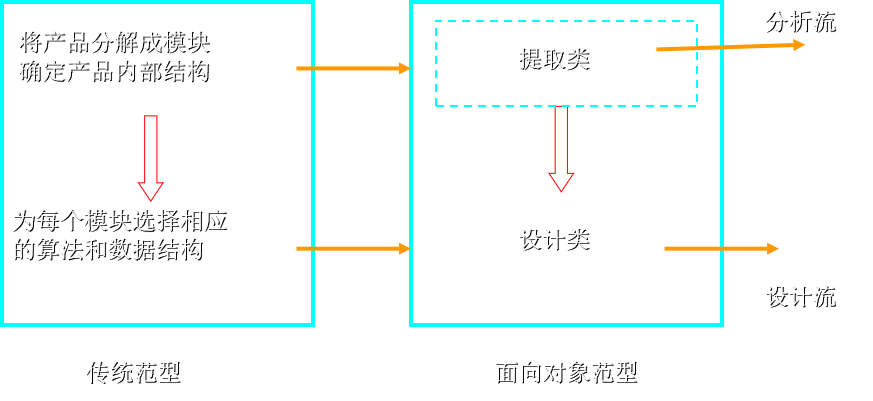 将产品分解成模块
确定产品内部结构
为每个模块选择相应
的算法和数据结构
传统范型
提取类
设计类
面向对象范型
分析流
设计流